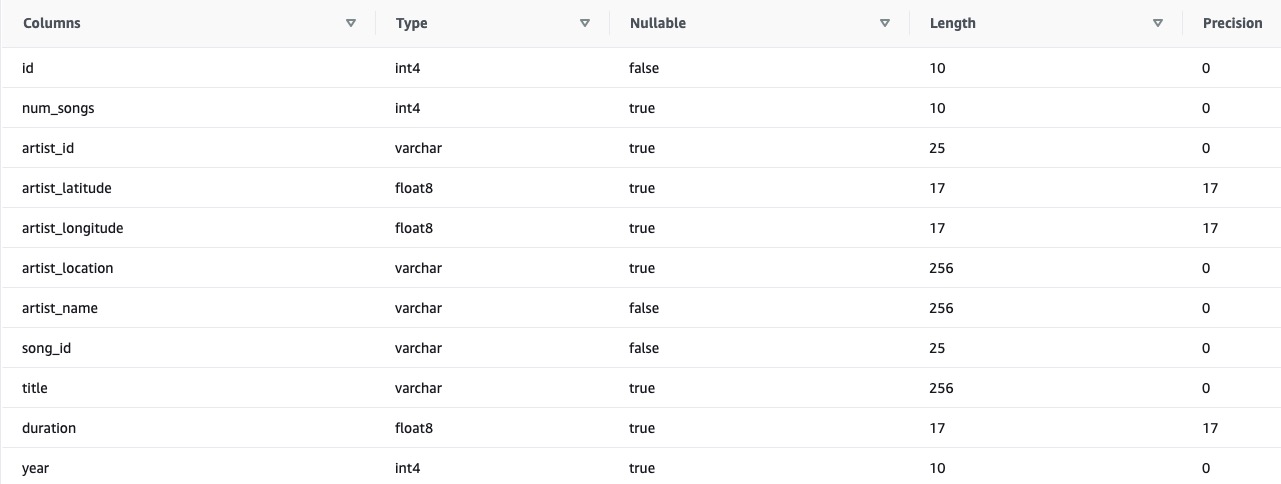 Columns Type Nullable Length Precision
id int4 false 10 0
num_songs int4 true 10 0
artist_id varchar true 25 0
artist_latitude float8 true 17 17
artist_longitude float8 true 17 17
artist_location varchar true 256 0
artist_name varchar false 256 0
song_id varchar false 25 0
title varchar true 256 0
duration float8 true 17 17
year int4 true 10 0